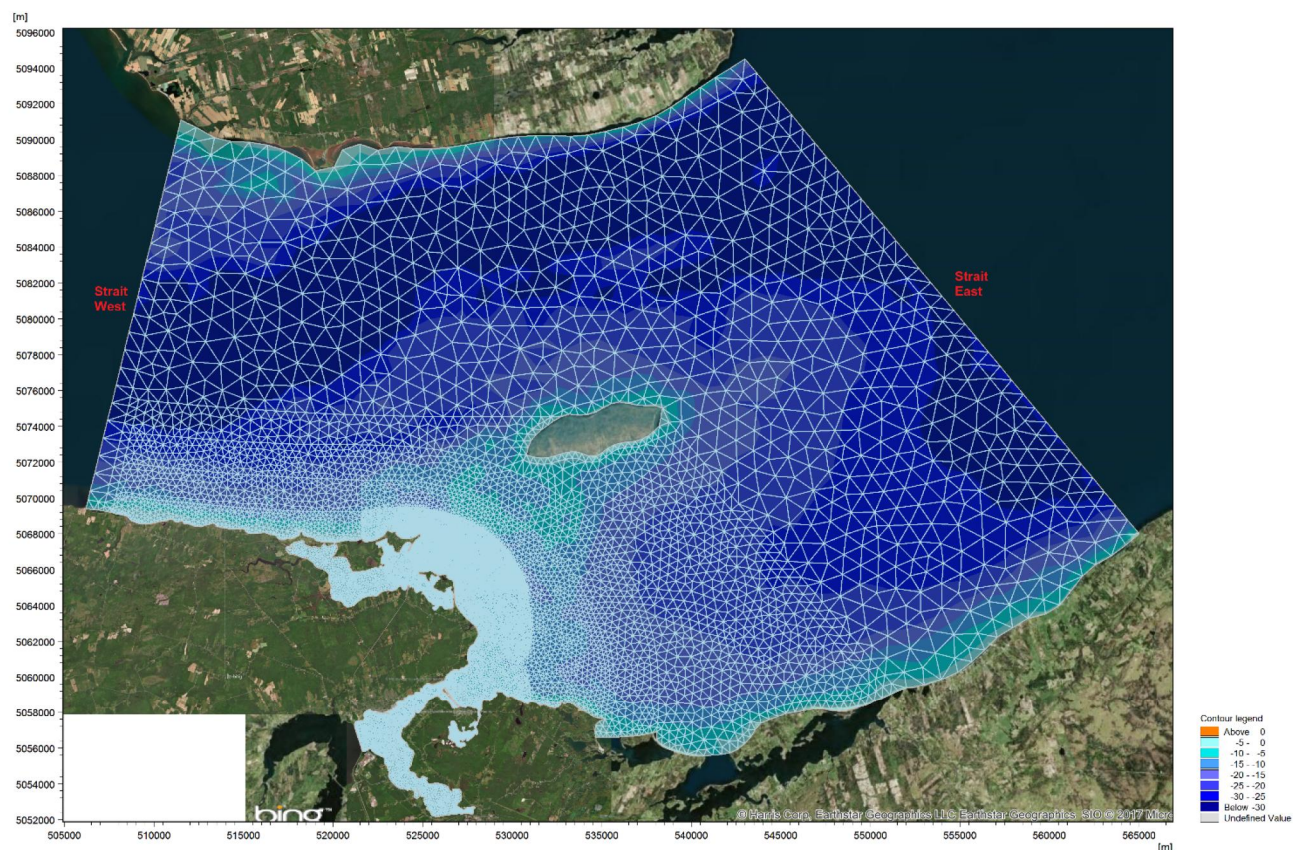 [m]
5096000
5094000
5092000
5090000
5088000
5086000
5084000
5082000
5080000
5078000
5076000
5074000
5072000
5070000
5068000
5066000
5064000
5062000
5060000
5058000
5056000
5054000
5052000
Strait
West
Strait
East
bing
© Harris Corp, Earthstar Geographics LLC Earthstar Geographics SIO © 2017 Micro
505000 510000 515000 520000 525000 530000 535000 540000 545000 550000 555000 560000 565000
[m]
Contour legend
Above 0
-5 - 0
-10 - -5
-15 - -10
-20 - -15
-25 - -20
-30 - -25
Below -30
Undefined Value